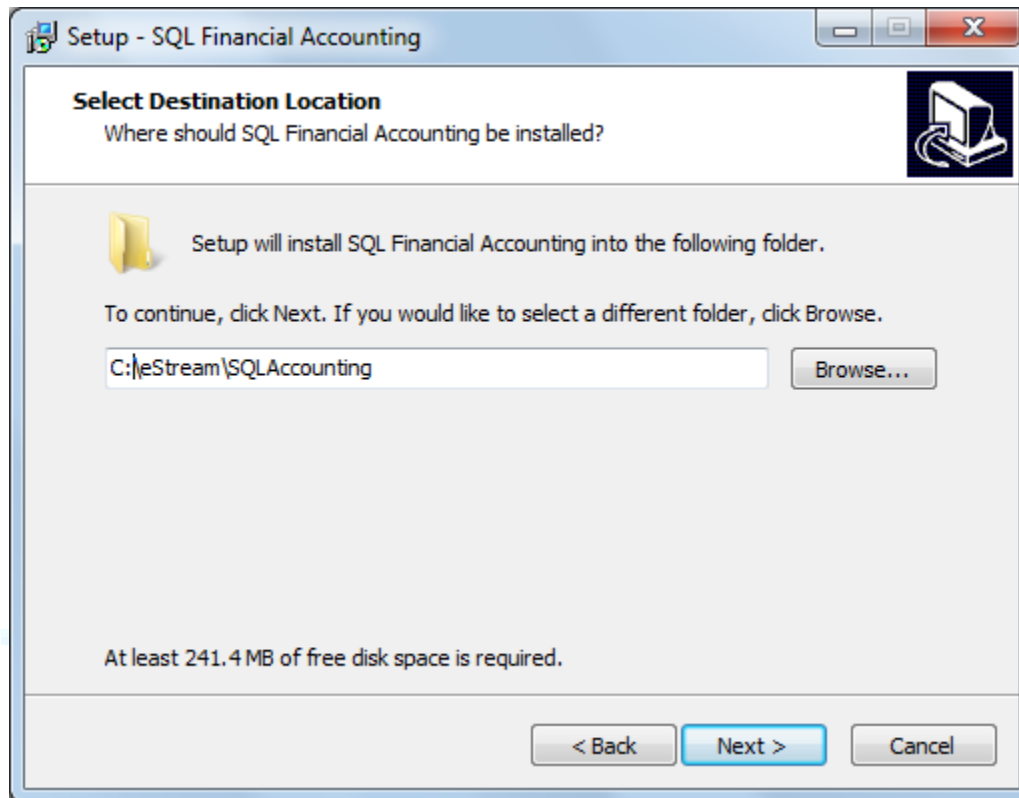 Setup - SQL Financial Accounting
Select Destination Location
Where should SQL Financial Accounting be installed?
Setup will install SQL Financial Accounting into the following folder.
To continue, click Next. If you would like to select a different folder, click Browse.
C:\eStream\SQLAccounting
Browse...
At least 241.4 MB of free disk space is required.
< Back
Next >
Cancel